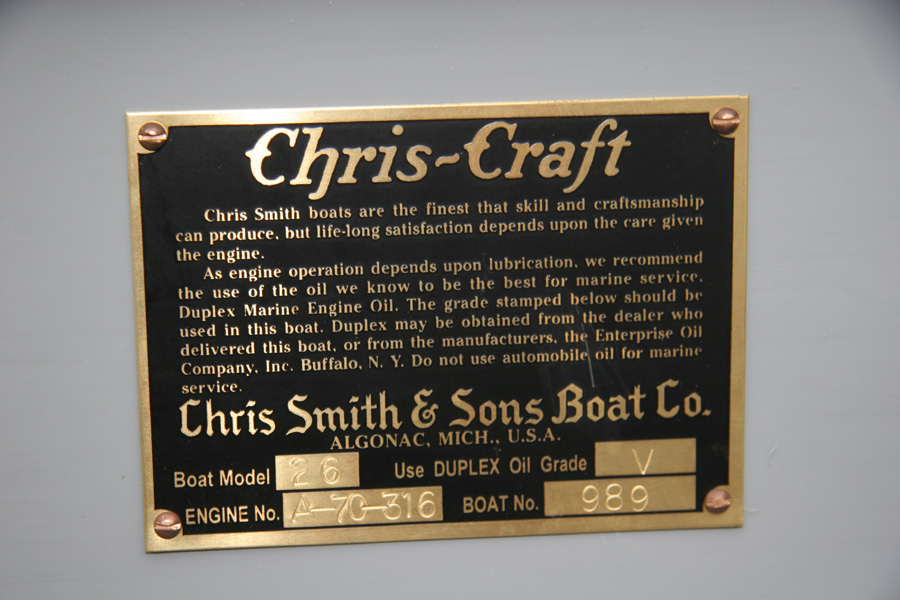 Chris-Craft
Chris Smith boats are the finest that skill and craftsmanship
can produce, but life-long satisfaction depends upon the care given
the engine.
As engine operation depends upon lubrication, we recommend
the use of the oil we know to be the best for marine service,
Duplex Marine Engine Oil. The grade stamped below should be
used in this boat. Duplex may be obtained from the dealer who
delivered this boat, or from the manufacturers, the Enterprise Oil
Company, Inc. Buffalo, N. Y. Do not use automobile oil for marine
service.
Chris Smith & Sons Boat Co.
ALGONAC, MICH., U.S.A.
Boat Model 26 Use DUPLEX Oil Grade V
ENGINE No. A-70-316 BOAT No. 989